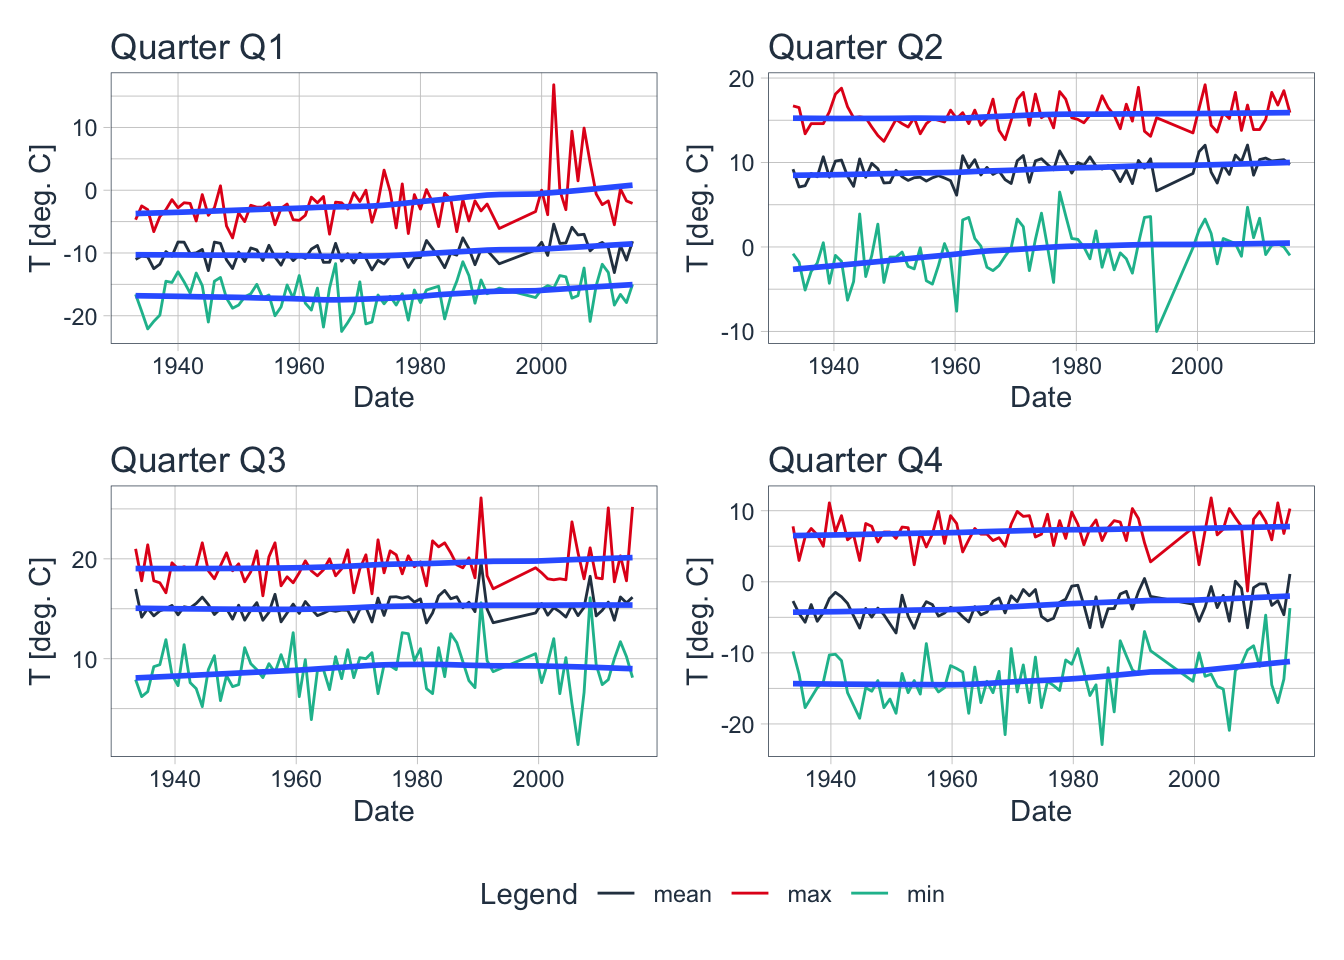 Quarter Q1
T [deg. C]
10
0
-10
-20
1940 1960 1980 2000
Date
Quarter Q2
T [deg. C]
20
10
0
-10
1940 1960 1980 2000
Date
Quarter Q3
T [deg. C]
20
10
1940 1960 1980 2000
Date
Quarter Q4
T [deg. C]
10
0
-10
-20
1940 1960 1980 2000
Date
Legend mean max min